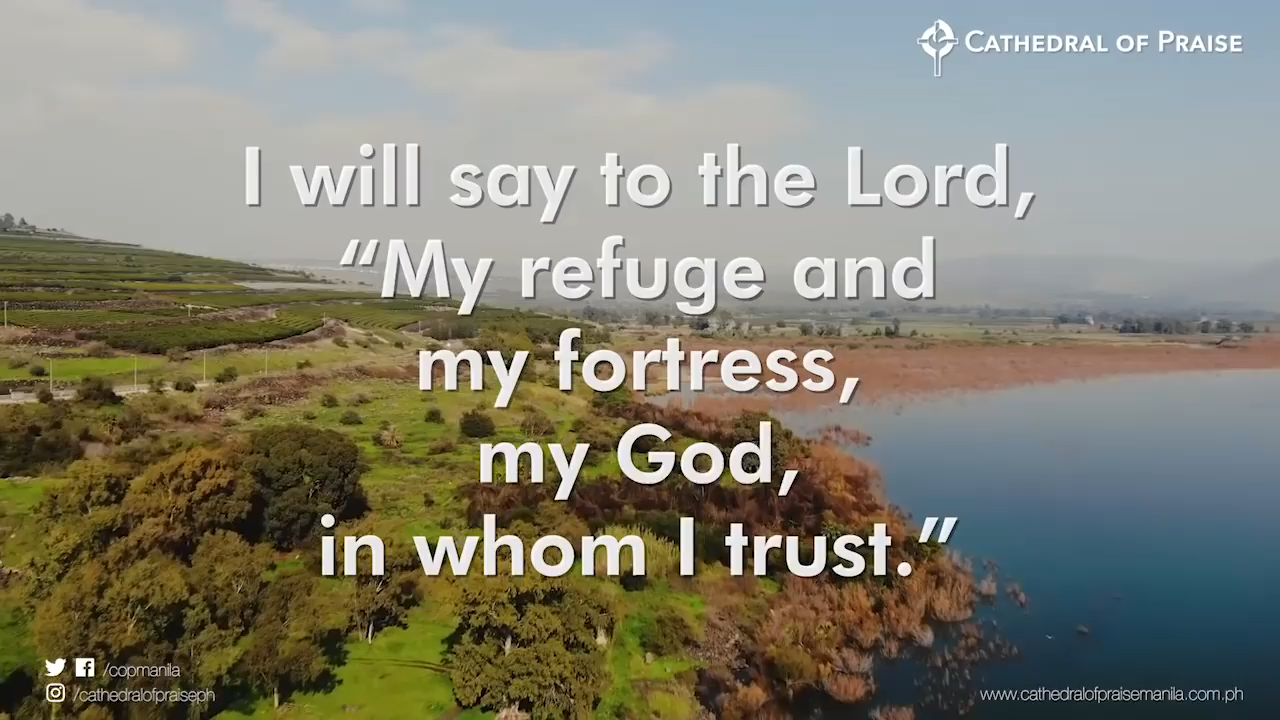 CATHEDRAL OF PRAISE
I will say to the Lord,
“My refuge and
my fortress,
my God,
in whom I trust.”
/copmanila
/cathedralofpraiseph
www.cathedralofpraisemanila.com.ph